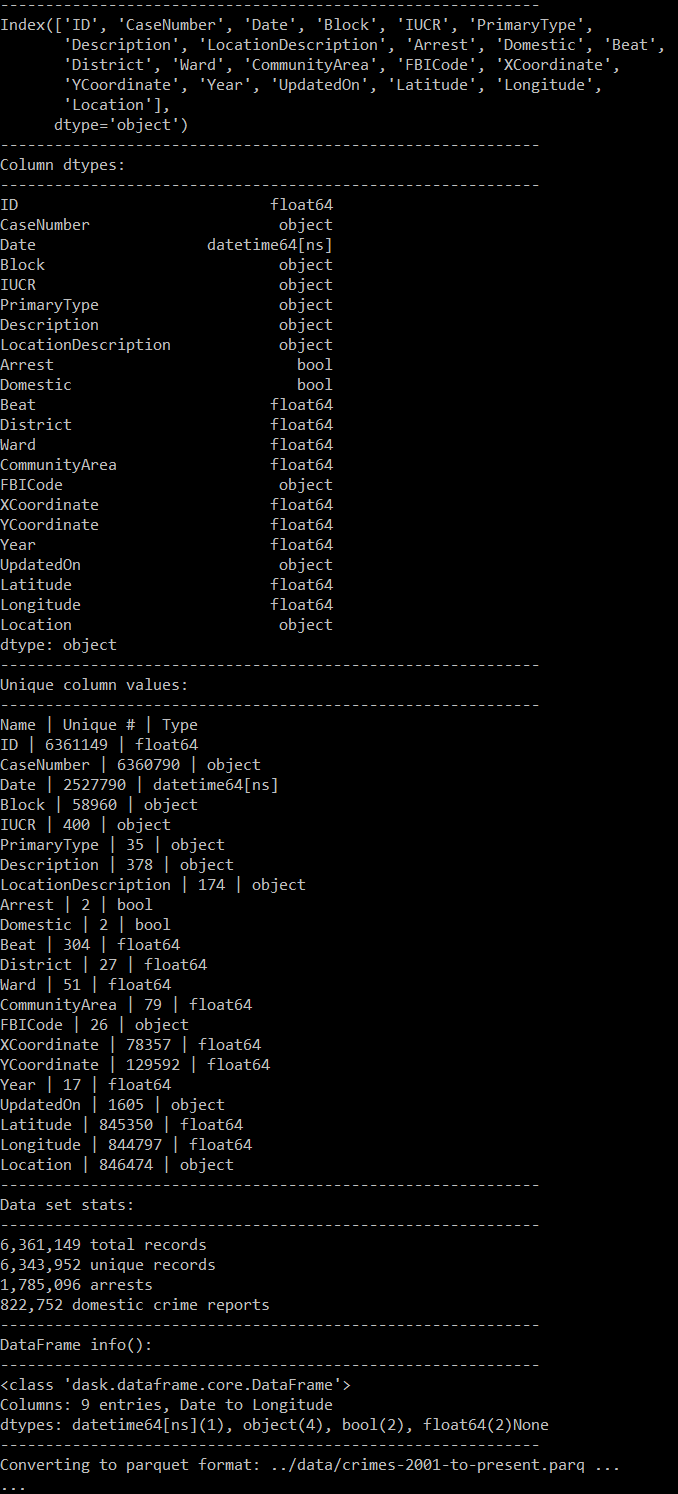 ------------------------------------------------------------
Index(['ID', 'CaseNumber', 'Date', 'Block', 'IUCR', 'PrimaryType',
       'Description', 'LocationDescription', 'Arrest', 'Domestic', 'Beat',
       'District', 'Ward', 'CommunityArea', 'FBICode', 'XCoordinate',
       'YCoordinate', 'Year', 'UpdatedOn', 'Latitude', 'Longitude',
       'Location'],
      dtype='object')
------------------------------------------------------------
Column dtypes:
------------------------------------------------------------
ID                            float64
CaseNumber                     object
Date                   datetime64[ns]
Block                          object
IUCR                           object
PrimaryType                    object
Description                    object
LocationDescription            object
Arrest                           bool
Domestic                         bool
Beat                          float64
District                      float64
Ward                          float64
CommunityArea                 float64
FBICode                        object
XCoordinate                   float64
YCoordinate                   float64
Year                          float64
UpdatedOn                      object
Latitude                      float64
Longitude                     float64
Location                       object
dtype: object
------------------------------------------------------------
Unique column values:
------------------------------------------------------------
Name | Unique # | Type
ID | 6361149 | float64
CaseNumber | 6360790 | object
Date | 2527790 | datetime64[ns]
Block | 58960 | object
IUCR | 400 | object
PrimaryType | 35 | object
Description | 378 | object
LocationDescription | 174 | object
Arrest | 2 | bool
Domestic | 2 | bool
Beat | 304 | float64
District | 27 | float64
Ward | 51 | float64
CommunityArea | 79 | float64
FBICode | 26 | object
XCoordinate | 78357 | float64
YCoordinate | 129592 | float64
Year | 17 | float64
UpdatedOn | 1605 | object
Latitude | 845350 | float64
Longitude | 844797 | float64
Location | 846474 | object
------------------------------------------------------------
Data set stats:
------------------------------------------------------------
6,361,149 total records
6,343,952 unique records
1,785,096 arrests
822,752 domestic crime reports
------------------------------------------------------------
DataFrame info():
------------------------------------------------------------
<class 'dask.dataframe.core.DataFrame'>
Columns: 9 entries, Date to Longitude
dtypes: datetime64[ns](1), object(4), bool(2), float64(2)None
------------------------------------------------------------
Converting to parquet format: ../data/crimes-2001-to-present.parq ...
...